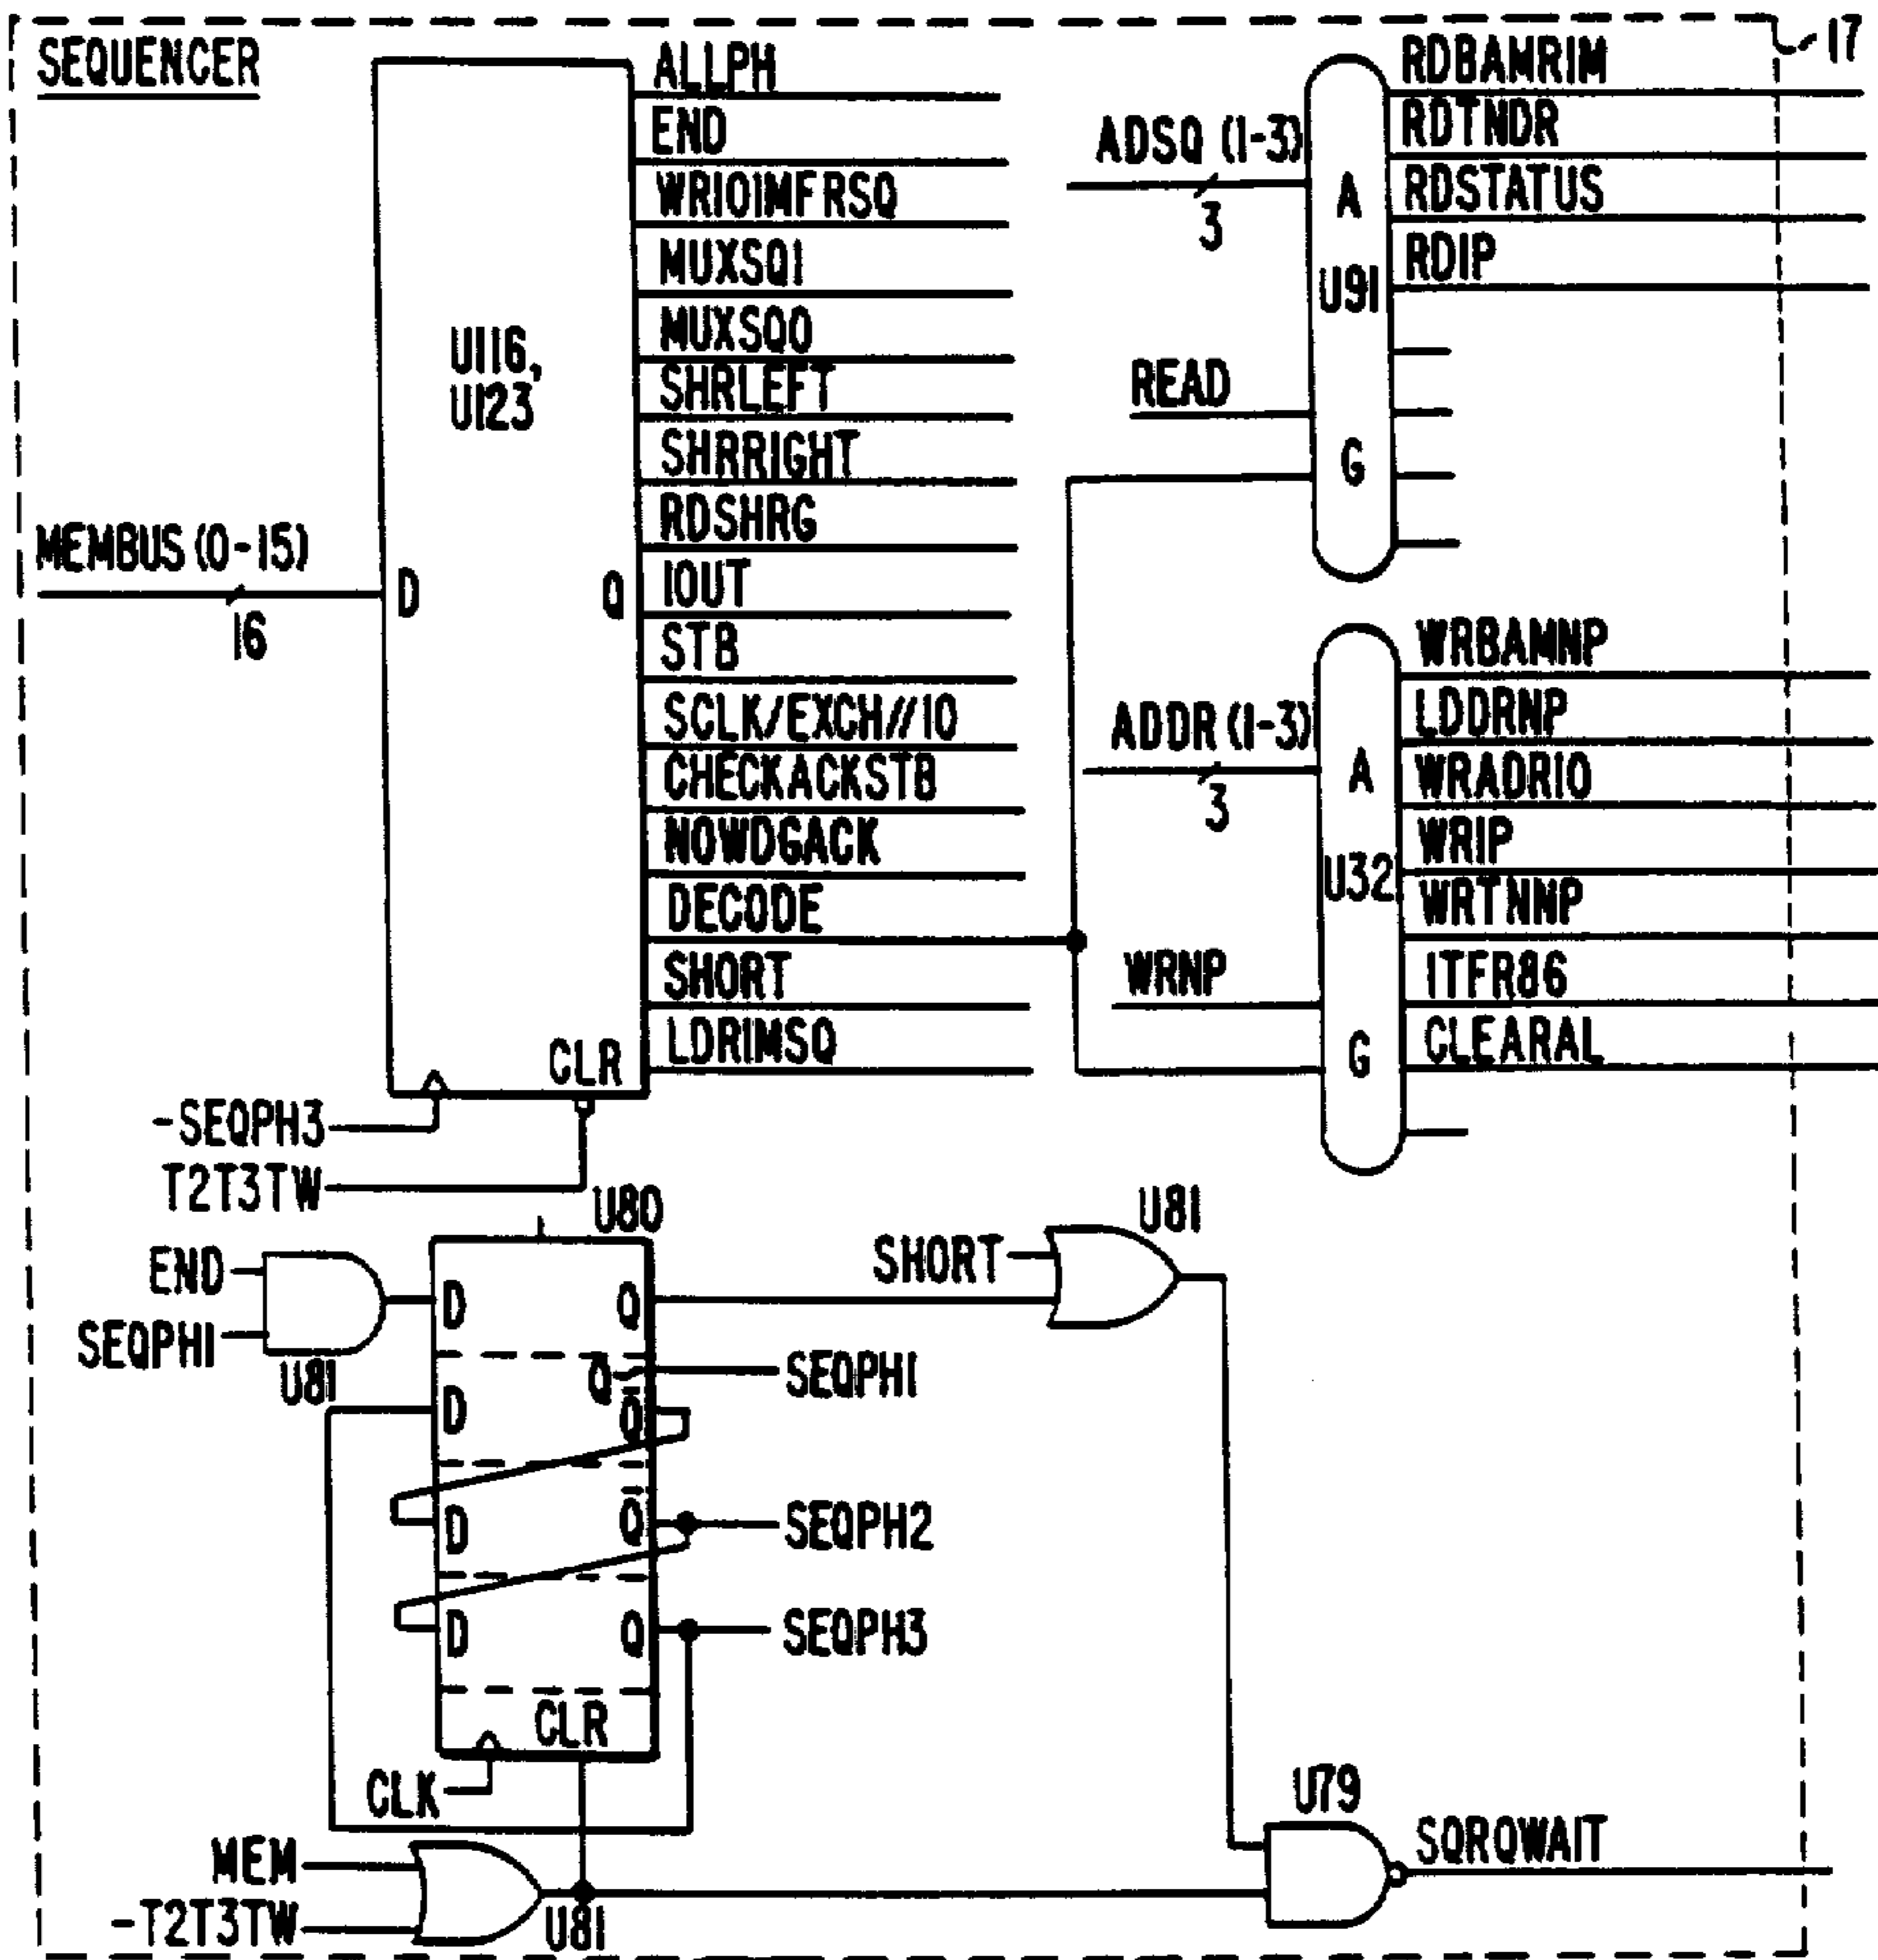 SEQUENCER
17
ALLPH
END
WRIOIMFRSQ
MUXSQ1
MUXSQ0
SHRLEFT
SHRRIGHT
RDSHRG
IOUT
STB
SCLK/EXCH//IO
CHECKACKSTB
NOWDGACK
DECODE
SHORT
LDRIMSQ
U116,
U123
MEMBUS (0-15)
16
D
Q
CLR
-SEQPH3
T2T3TW
ADSQ (1-3)
3
READ
A
U91
G
RDBAMRIM
RDTNDR
RDSTATUS
RDIP
ADDR (1-3)
3
WRNP
A
U32
G
WRBAMNP
LDDRNP
WRADRIO
WRIP
WRTNNP
ITFR86
CLEARAL
U80
END
SEQPH1
U81
D
Q
D
Q
Q
SEQPH1
D
Q
SEQPH2
D
Q
SEQPH3
CLR
CLK
SHORT
U81
MEM
-T2T3TW
U81
U79
SQRQWAIT